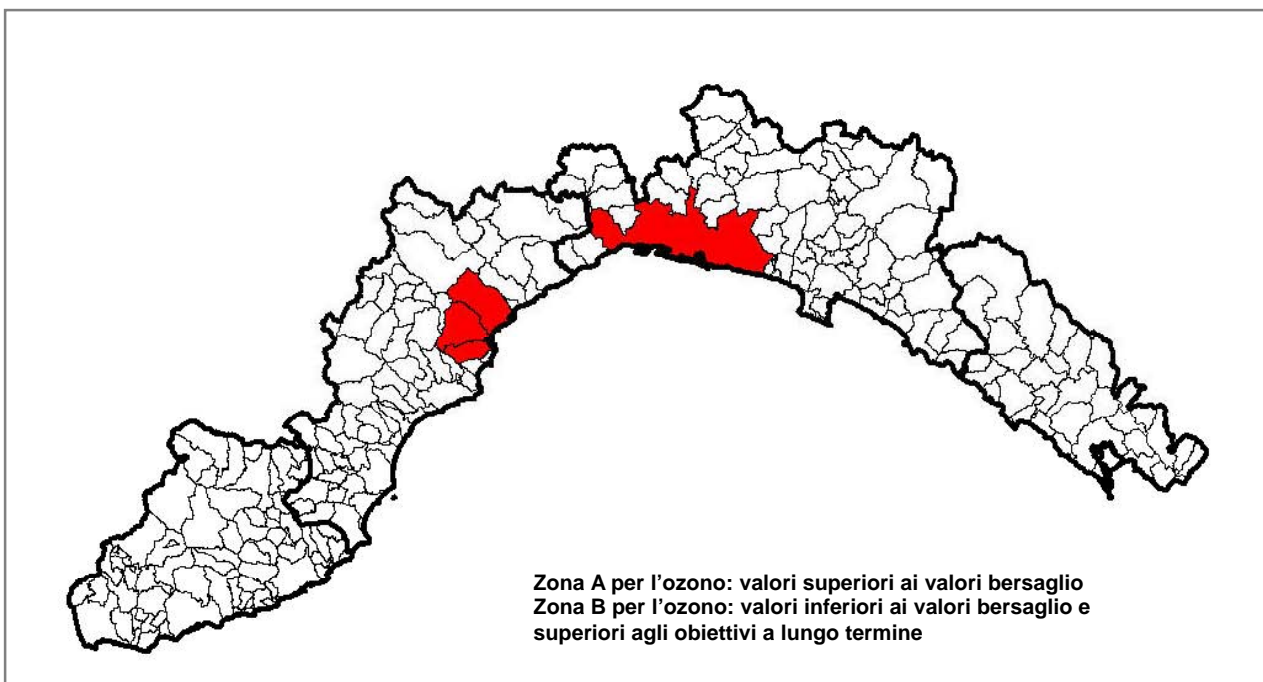 Zona A per l’ozono: valori superiori ai valori bersaglio
Zona B per l’ozono: valori inferiori ai valori bersaglio e
superiori agli obiettivi a lungo termine